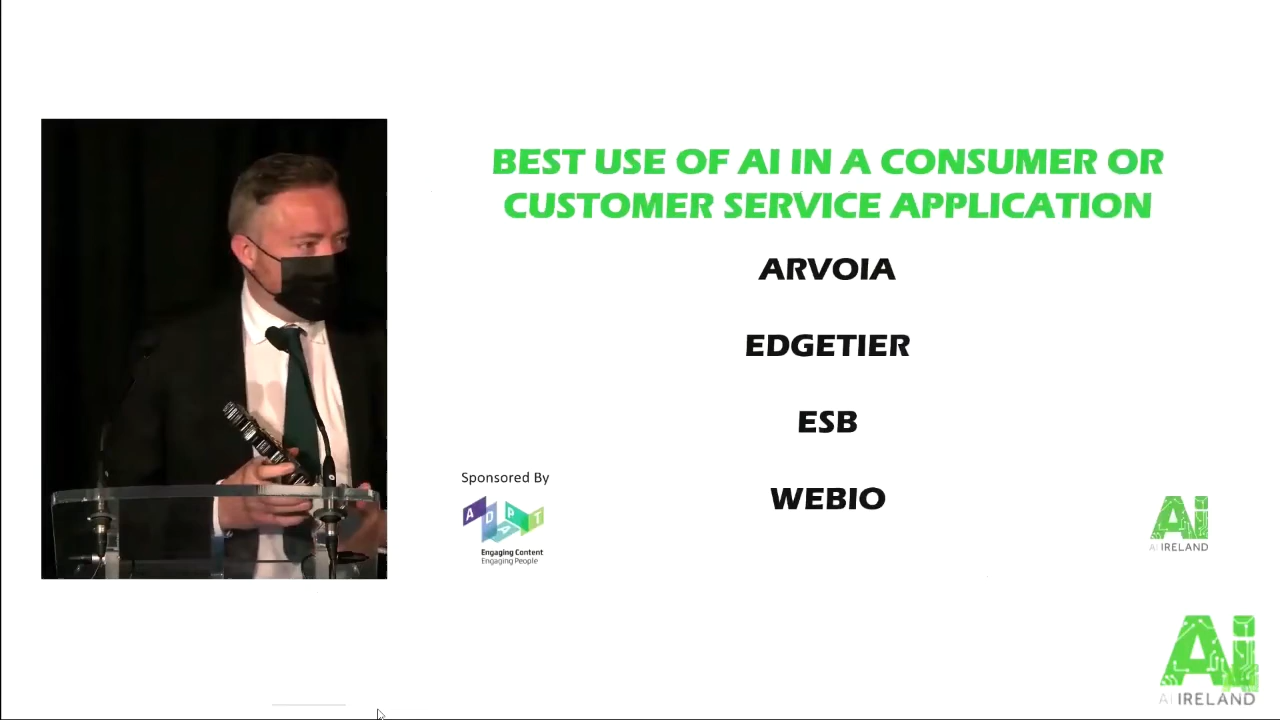 BEST USE OF AI IN A CONSUMER OR
CUSTOMER SERVICE APPLICATION
ARVOIA
EDGETIER
ESB
WEBIO
Sponsored By
ADAPT
Engaging Content
Engaging People
Ai
AI IRELAND
Ai
AI IRELAND